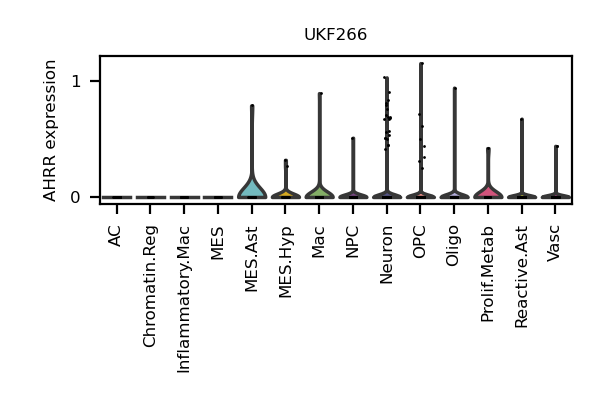 UKF266
AHRR expression
1
0
AC
Chromatin.Reg
Inflammatory.Mac
MES
MES.Ast
MES.Hyp
Mac
NPC
Neuron
OPC
Oligo
Prolif.Metab
Reactive.Ast
Vasc